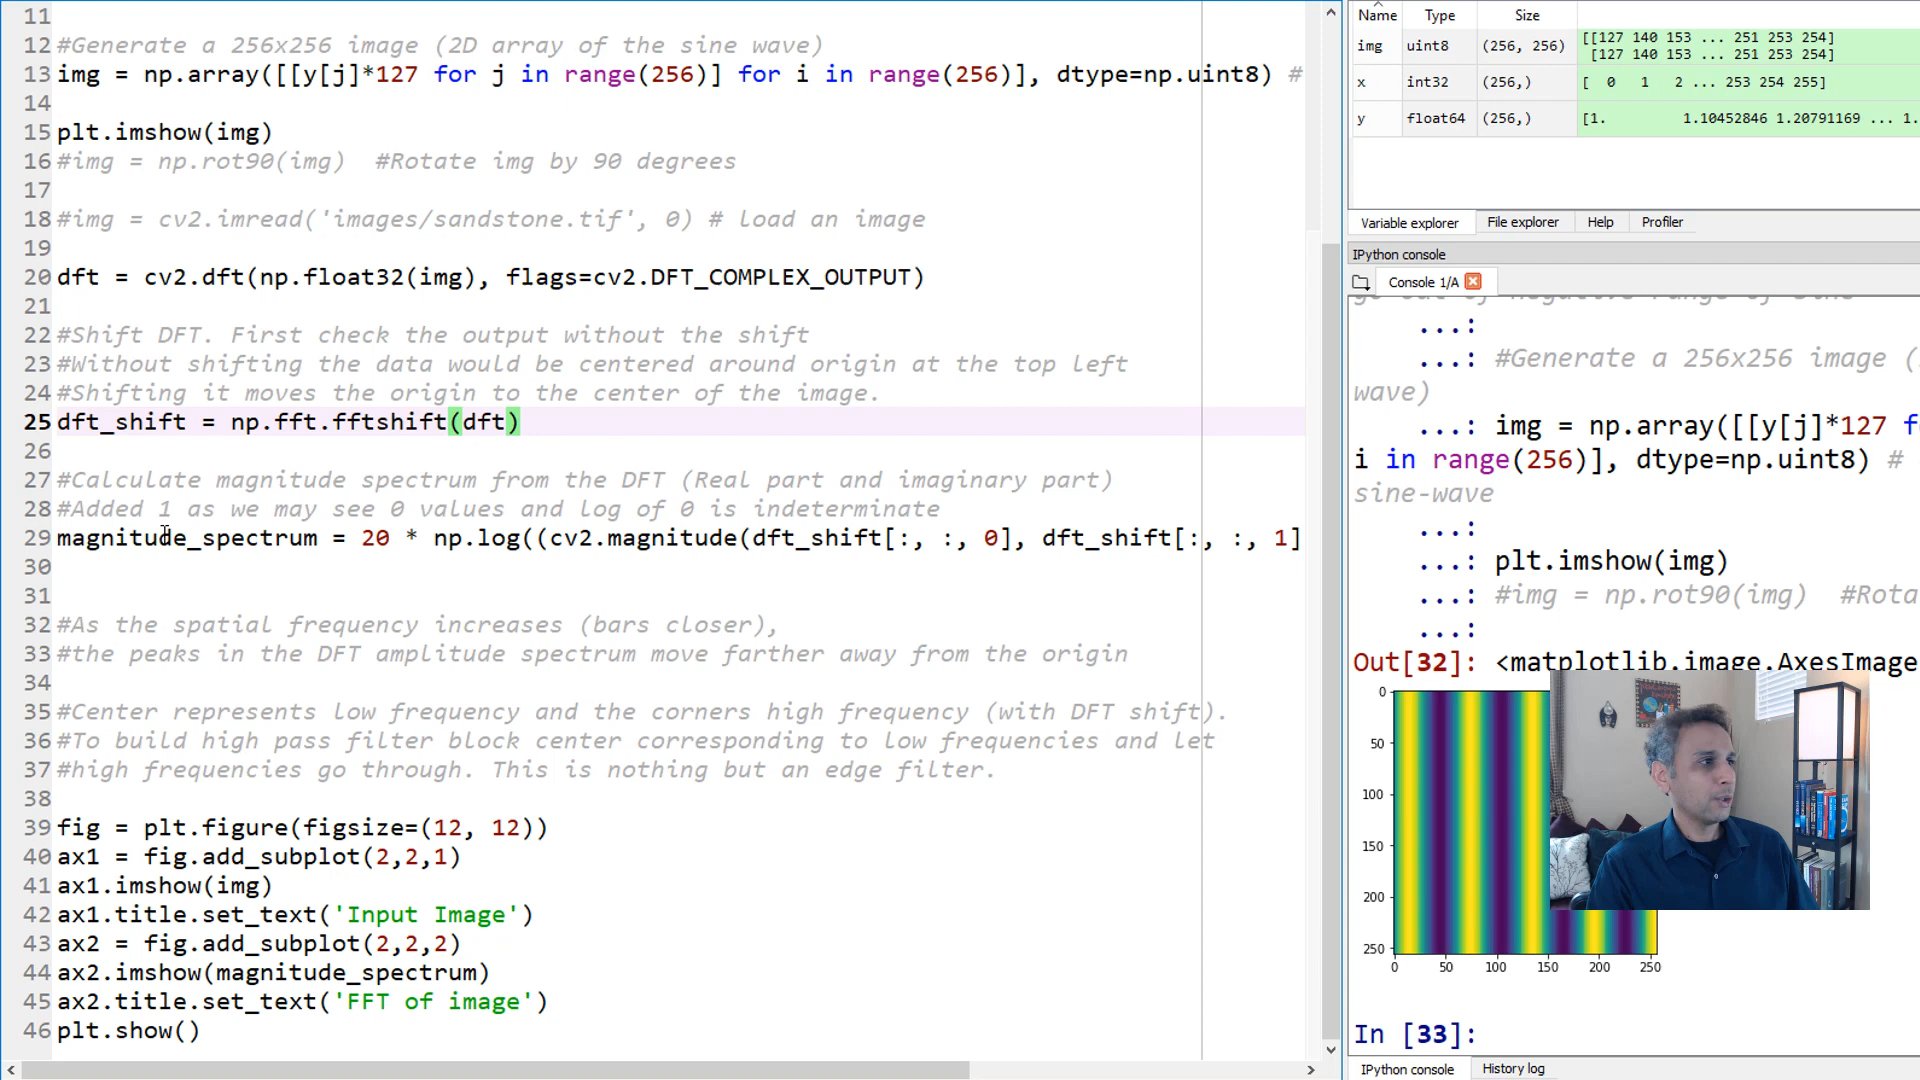 11
12 #Generate a 256x256 image (2D array of the sine wave)
13 img = np.array([[y[j]*127 for j in range(256)] for i in range(256)], dtype=np.uint8) #
14
15 plt.imshow(img)
16 #img = np.rot90(img)  #Rotate img by 90 degrees
17
18 #img = cv2.imread('images/sandstone.tif', 0) # load an image
19
20 dft = cv2.dft(np.float32(img), flags=cv2.DFT_COMPLEX_OUTPUT)
21
22 #Shift DFT. First check the output without the shift
23 #Without shifting the data would be centered around origin at the top left
24 #Shifting it moves the origin to the center of the image.
25 dft_shift = np.fft.fftshift(dft)
26
27 #Calculate magnitude spectrum from the DFT (Real part and imaginary part)
28 #Added 1 as we may see 0 values and log of 0 is indeterminate
29 magnitude_spectrum = 20 * np.log((cv2.magnitude(dft_shift[:, :, 0], dft_shift[:, :, 1]
30
31
32 #As the spatial frequency increases (bars closer),
33 #the peaks in the DFT amplitude spectrum move farther away from the origin
34
35 #Center represents low frequency and the corners high frequency (with DFT shift).
36 #To build high pass filter block center corresponding to low frequencies and let
37 #high frequencies go through. This is nothing but an edge filter.
38
39 fig = plt.figure(figsize=(12, 12))
40 ax1 = fig.add_subplot(2,2,1)
41 ax1.imshow(img)
42 ax1.title.set_text('Input Image')
43 ax2 = fig.add_subplot(2,2,2)
44 ax2.imshow(magnitude_spectrum)
45 ax2.title.set_text('FFT of image')
46 plt.show()
Name Type Size
img uint8 (256, 256) [[127 140 153 ... 251 253 254]
[127 140 153 ... 251 253 254]
x int32 (256,) [  0   1   2 ... 253 254 255]
y float64 (256,) [1. 1.10452846 1.20791169 ... 1.
Variable explorer File explorer Help Profiler
IPython console
Console 1/A
...:
...: #Generate a 256x256 image (
wave)
...: img = np.array([[y[j]*127 f
i in range(256)], dtype=np.uint8) #
sine-wave
...:
...: plt.imshow(img)
...: #img = np.rot90(img)  #Rota
...:
Out[32]: <matplotlib.image.AxesImage
0
50
100
150
200
250
0 50 100 150 200 250
In [33]:
IPython console History log